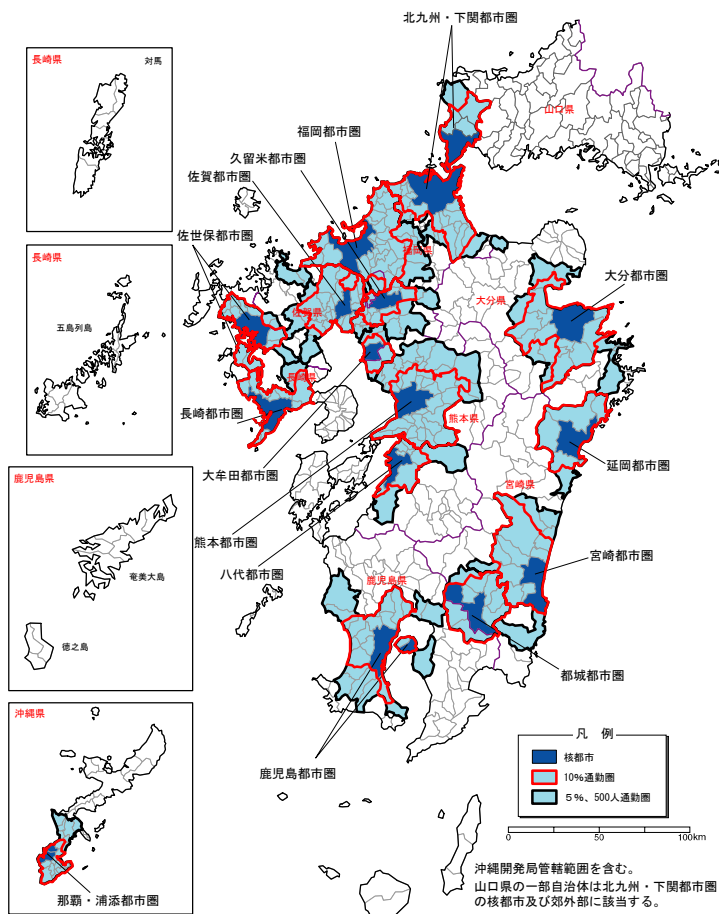 北九州・下関都市圏
長崎県
対馬
山口県
福岡都市圏
久留米都市圏
佐賀都市圏
佐世保都市圏
福岡県
長崎県
大分県
大分都市圏
五島列島
佐賀県
長崎県
長崎都市圏
熊本県
大牟田都市圏
延岡都市圏
鹿児島県
宮崎県
熊本都市圏
宮崎都市圏
八代都市圏
鹿児島県
奄美大島
徳之島
都城都市圏
沖縄県
鹿児島都市圏
凡 例
核都市
10%通勤圏
5%、500人通勤圏
0 50 100km
沖縄開発局管轄範囲を含む。
山口県の一部自治体は北九州・下関都市圏
の核都市及び郊外部に該当する。
那覇・浦添都市圏